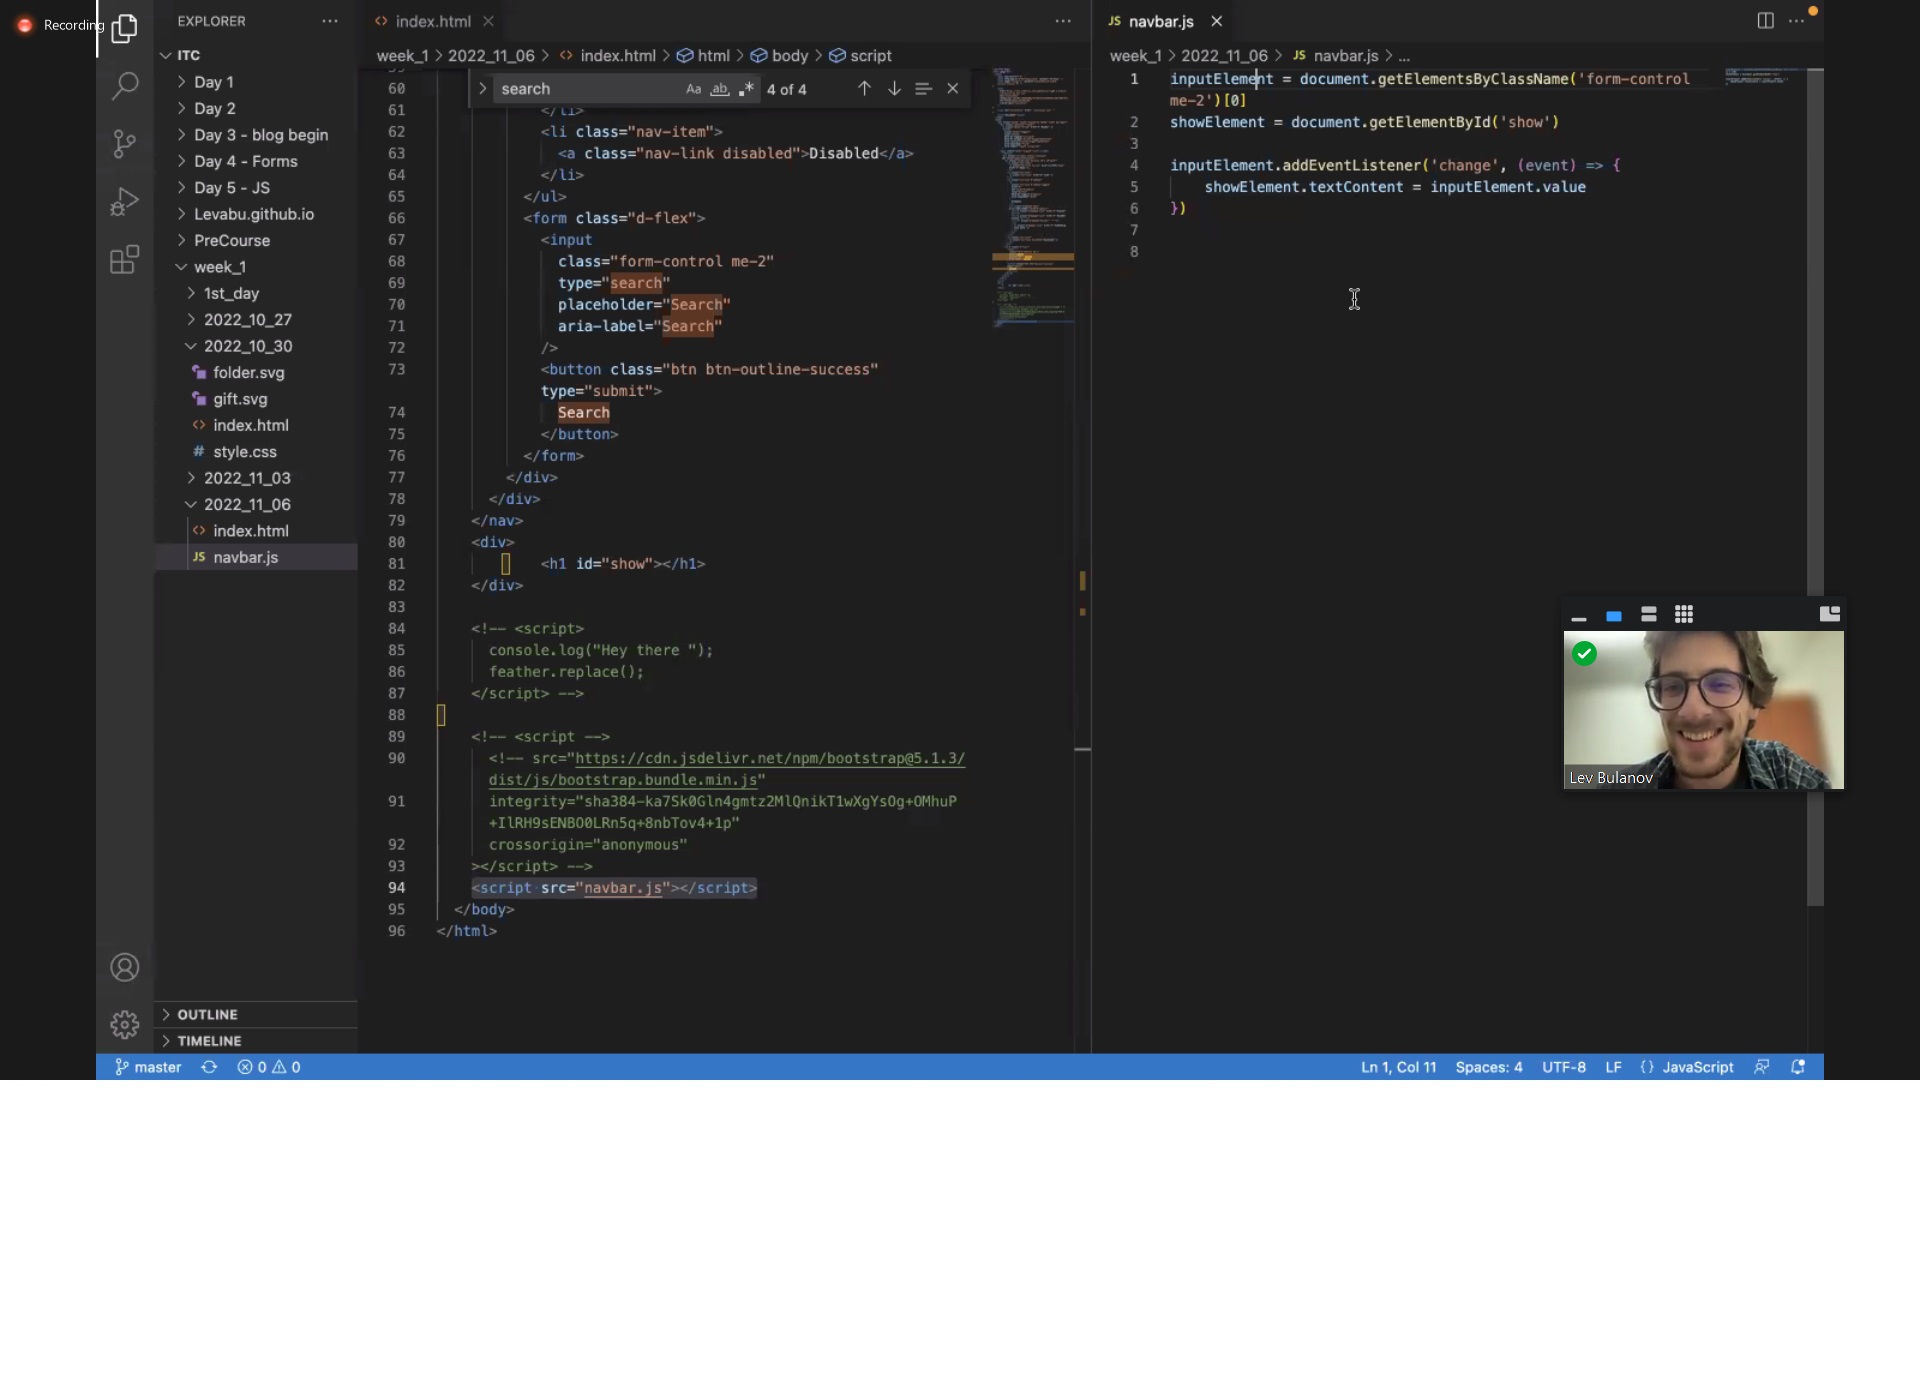 Recording
EXPLORER
ITC
Day 1
Day 2
Day 3 - blog begin
Day 4 - Forms
Day 5 - JS
Levabu.github.io
PreCourse
week_1
1st_day
2022_10_27
2022_10_30
folder.svg
gift.svg
index.html
style.css
2022_11_03
2022_11_06
index.html
JS navbar.js
OUTLINE
TIMELINE
index.html
week_1 > 2022_11_06 > index.html > html > body > script
search
Aa ab 4 of 4
60
61 </li>
62 <li class="nav-item">
63 <a class="nav-link disabled">Disabled</a>
64 </li>
65 </ul>
66 <form class="d-flex">
67 <input
68 class="form-control me-2"
69 type="search"
70 placeholder="Search"
71 aria-label="Search"
72 />
73 <button class="btn btn-outline-success"
type="submit">
74 Search
75 </button>
76 </form>
77 </div>
78 </div>
79 </nav>
80 <div>
81 <h1 id="show"></h1>
82 </div>
83
84 <!-- <script>
85 console.log("Hey there ");
86 feather.replace();
87 </script> -->
88
89 <!-- <script -->
90 <!-- src="https://cdn.jsdelivr.net/npm/bootstrap@5.1.3/
dist/js/bootstrap.bundle.min.js"
91 integrity="sha384-ka7Sk0Gln4gmtz2MlQnikT1wXgYsOg+OMhuP
+IlRH9sENBO0LRn5q+8nbTov4+1p"
92 crossorigin="anonymous"
93 ></script> -->
94 <script src="navbar.js"></script>
95 </body>
96 </html>
JS navbar.js
week_1 > 2022_11_06 > JS navbar.js > ...
1 inputElement = document.getElementsByClassName('form-control
me-2')[0]
2 showElement = document.getElementById('show')
3
4 inputElement.addEventListener('change', (event) => {
5 showElement.textContent = inputElement.value
6 })
7
8
Lev Bulanov
master 0 0
Ln 1, Col 11 Spaces: 4 UTF-8 LF {} JavaScript